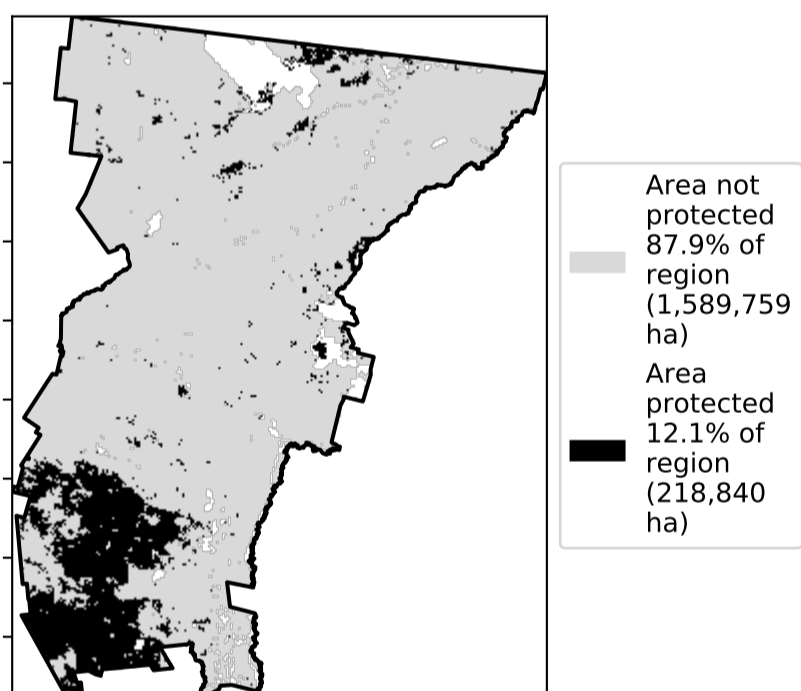 Area not
protected
87.9% of
region
(1,589,759
ha)
Area
protected
12.1% of
region
(218,840
ha)